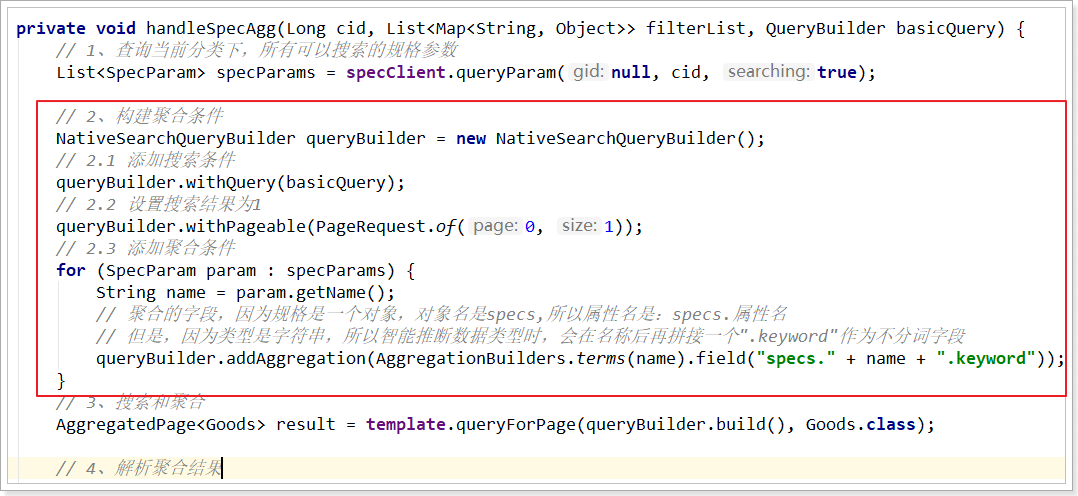 private void handleSpecAgg(Long cid, List<Map<String, Object>> filterList, QueryBuilder basicQuery) {
// 1、查询当前分类下，所有可以搜索的规格参数
List<SpecParam> specParams = specClient.queryParam( gid: null, cid, searching: true);
// 2、构建聚合条件
NativeSearchQueryBuilder queryBuilder = new NativeSearchQueryBuilder();
// 2.1 添加搜索条件
queryBuilder.withQuery(basicQuery);
// 2.2 设置搜索结果为1
queryBuilder.withPageable(PageRequest.of( page: 0, size: 1));
// 2.3 添加聚合条件
for (SpecParam param : specParams) {
String name = param.getName();
// 聚合的字段，因为规格是一个对象，对象名是specs,所以属性名是：specs.属性名
// 但是，因为类型是字符串，所以智能推断数据类型时，会在名称后再拼接一个".keyword"作为不分词字段
queryBuilder.addAggregation(AggregationBuilders.terms(name).field("specs." + name + ".keyword"));
}
// 3、搜索和聚合
AggregatedPage<Goods> result = template.queryForPage(queryBuilder.build(), Goods.class);
// 4、解析聚合结果